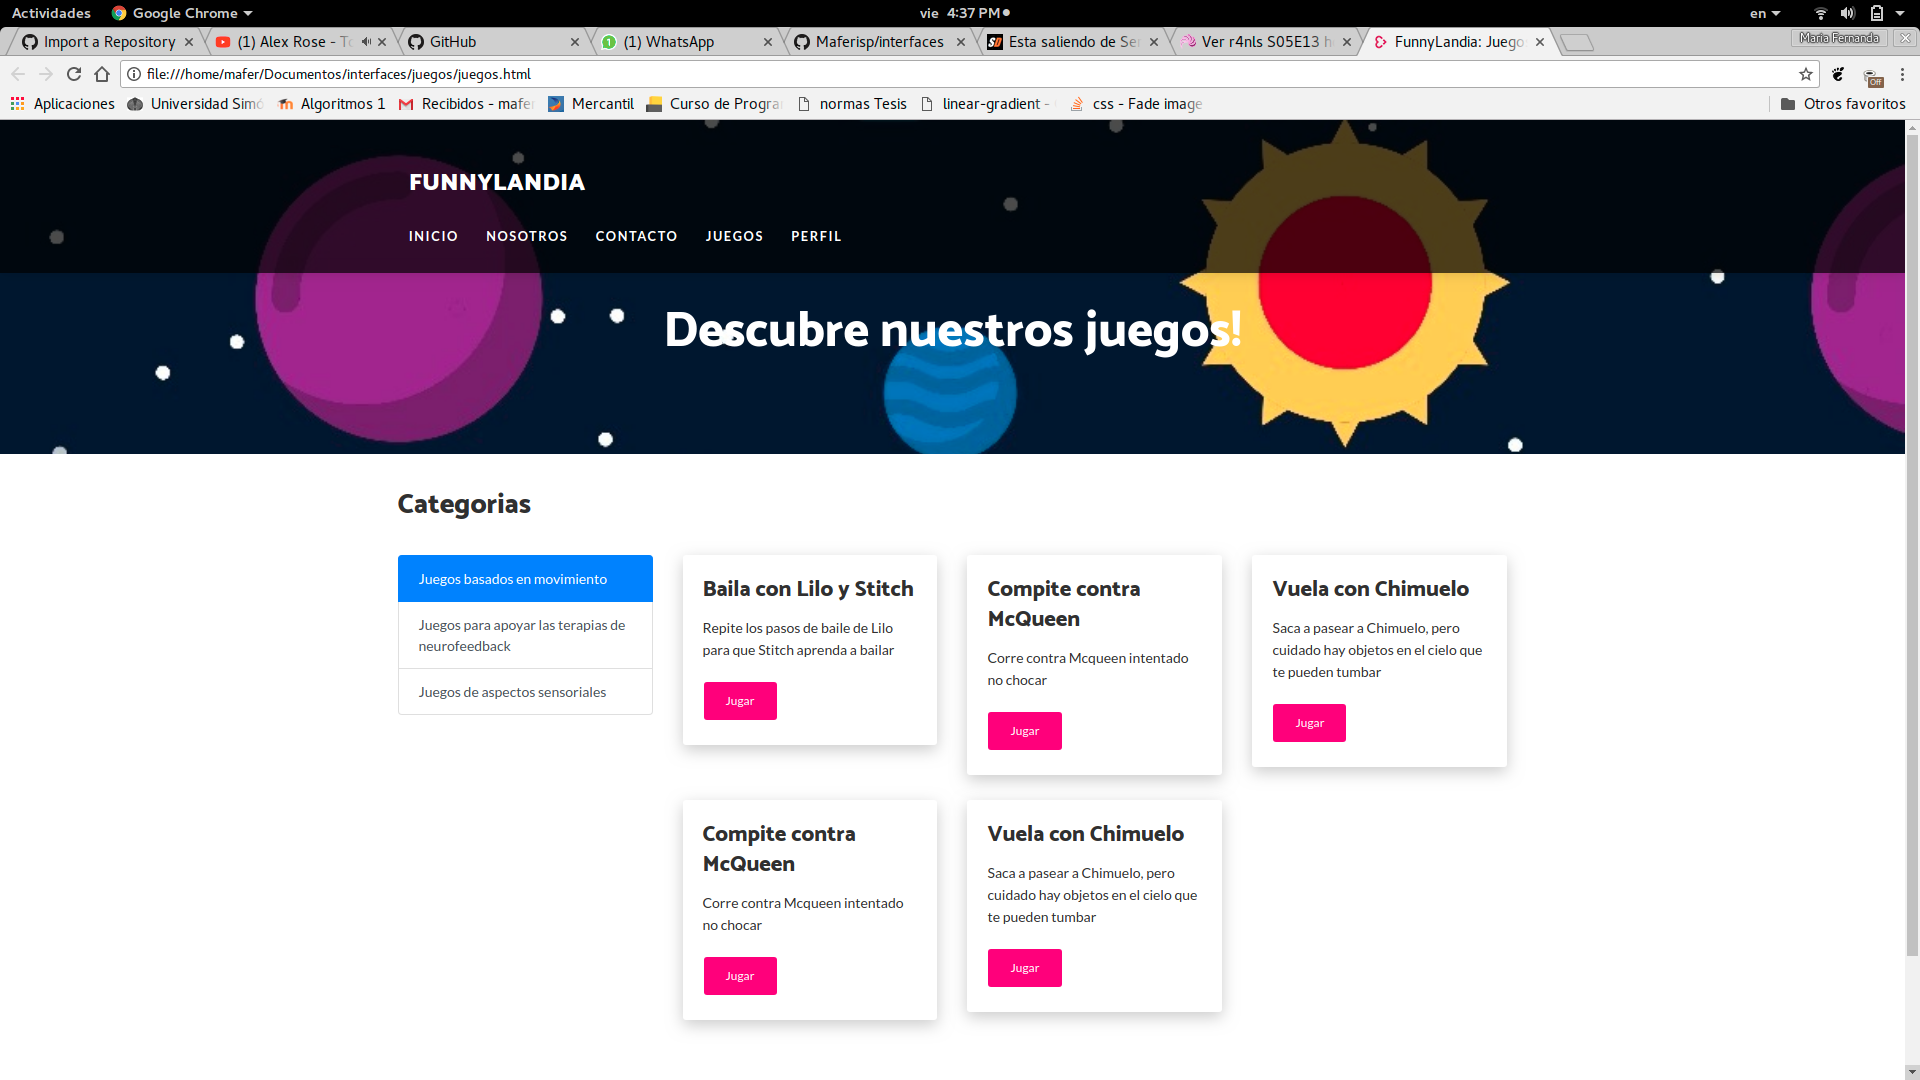 Actividades Google Chrome vie 4:37 PM en
Import a Repository (1) Alex Rose - GitHub (1) WhatsApp Maferisp/interfaces Esta saliendo de Ver r4nls S05E13 FunnyLandia: Juego Maria Fernanda
file:///home/mafer/Documentos/interfaces/juegos/juegos.html Off
Aplicaciones Universidad Algoritmos 1 Recibidos - mafe Mercantil Curso de normas Tesis linear-gradient - css - Fade image Otros favoritos
FUNNYLANDIA
INICIO NOSOTROS CONTACTO JUEGOS PERFIL
Descubre nuestros juegos!
Categorias
Juegos basados en movimiento
Juegos para apoyar las terapias de
neurofeedback
Juegos de aspectos sensoriales
Baila con Lilo y Stitch
Repite los pasos de baile de Lilo
para que Stitch aprenda a bailar
Jugar
Compite contra
McQueen
Corre contra Mcqueen intentado
no chocar
Jugar
Vuela con Chimuelo
Saca a pasear a Chimuelo, pero
cuidado hay objetos en el cielo que
te pueden tumbar
Jugar
Compite contra
McQueen
Corre contra Mcqueen intentado
no chocar
Jugar
Vuela con Chimuelo
Saca a pasear a Chimuelo, pero
cuidado hay objetos en el cielo que
te pueden tumbar
Jugar